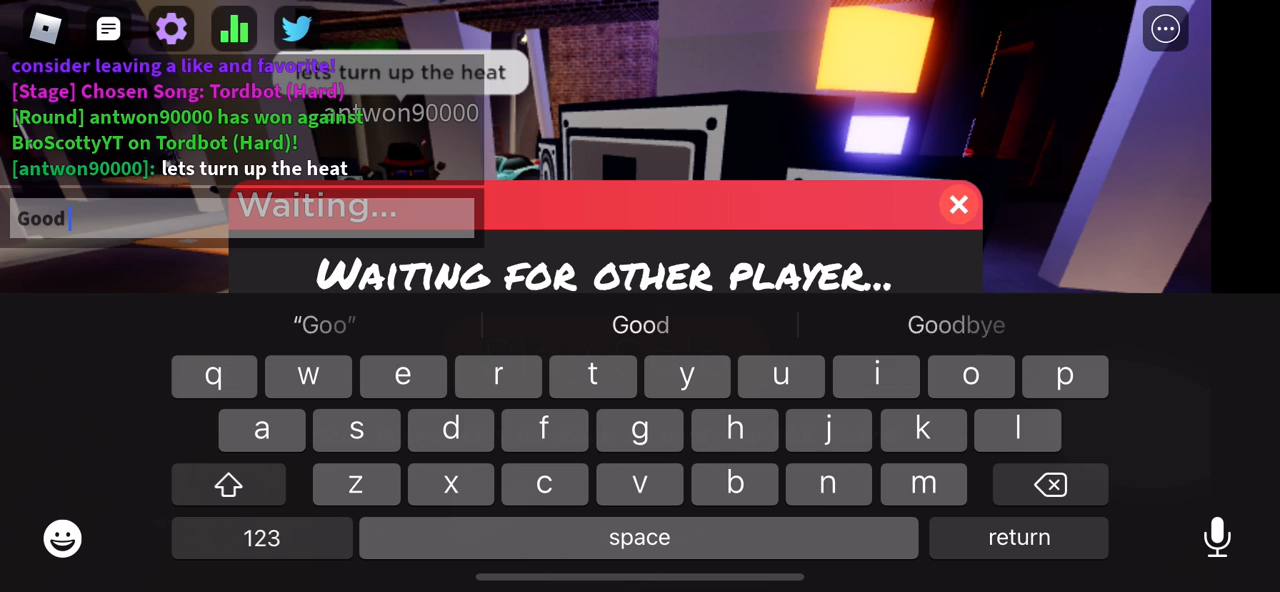 consider leaving a like and favorite!
lets turn up the heat
[Stage] Chosen Song: Tordbot (Hard)
antwon90000
[Round] antwon90000 has won against
BroScottyYT on Tordbot (Hard)!
[antwon90000]: lets turn up the heat
Waiting...
Good
WAITING FOR OTHER PLAYER...
“Goo” Good Goodbye
q w e r t y u i o p
a s d f g h j k l
z x c v b n m
123 space return